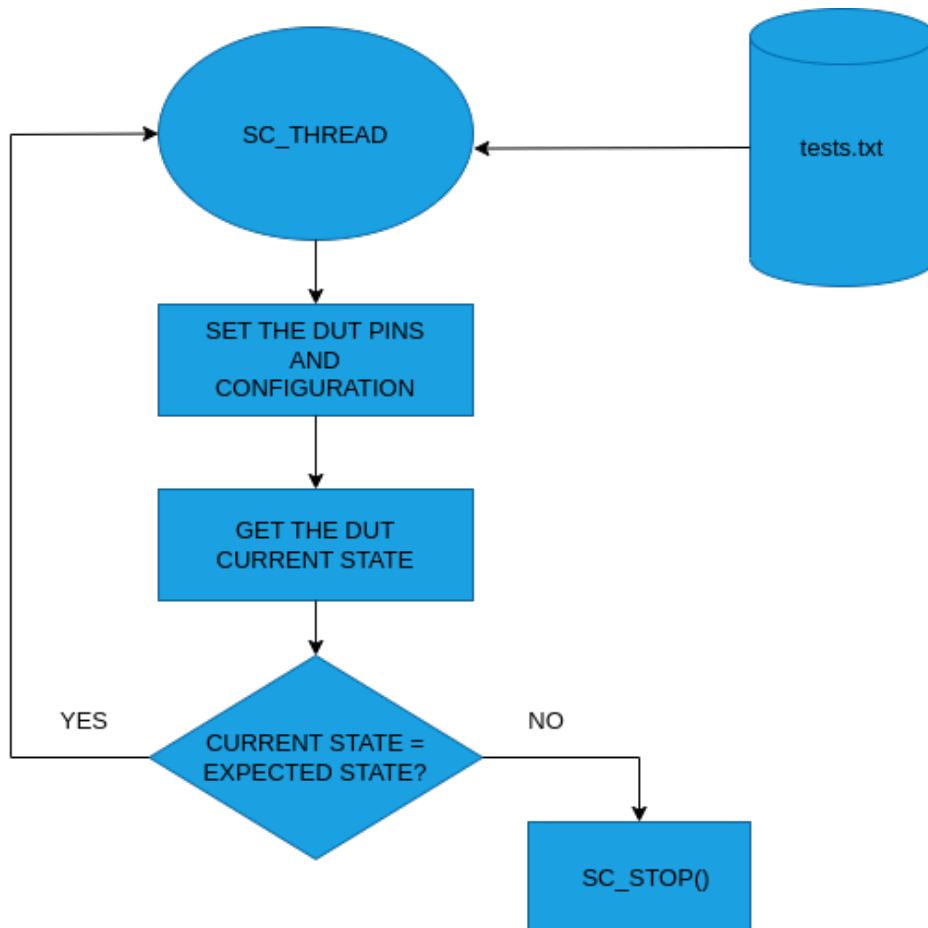 SC_THREAD
tests.txt
SET THE DUT PINS
AND
CONFIGURATION
GET THE DUT
CURRENT STATE
YES
NO
CURRENT STATE =
EXPECTED STATE?
SC_STOP()